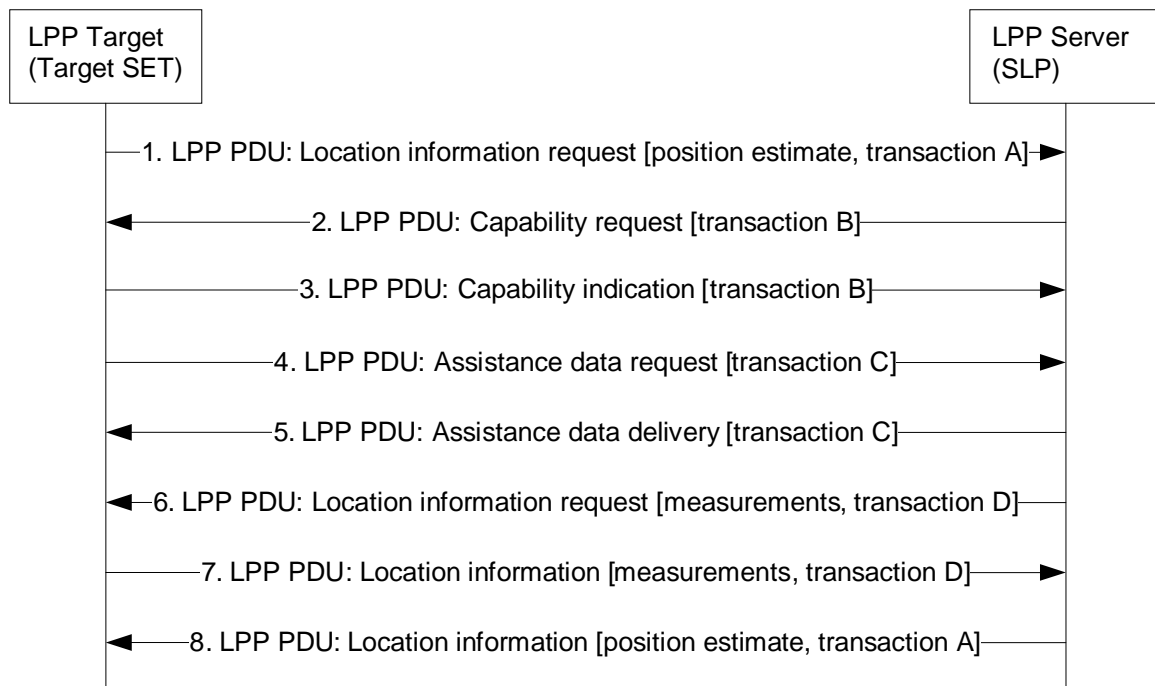 LPP Target
(Target SET)
LPP Server
(SLP)
1. LPP PDU: Location information request [position estimate, transaction A]
2. LPP PDU: Capability request [transaction B]
3. LPP PDU: Capability indication [transaction B]
4. LPP PDU: Assistance data request [transaction C]
5. LPP PDU: Assistance data delivery [transaction C]
6. LPP PDU: Location information request [measurements, transaction D]
7. LPP PDU: Location information [measurements, transaction D]
8. LPP PDU: Location information [position estimate, transaction A]